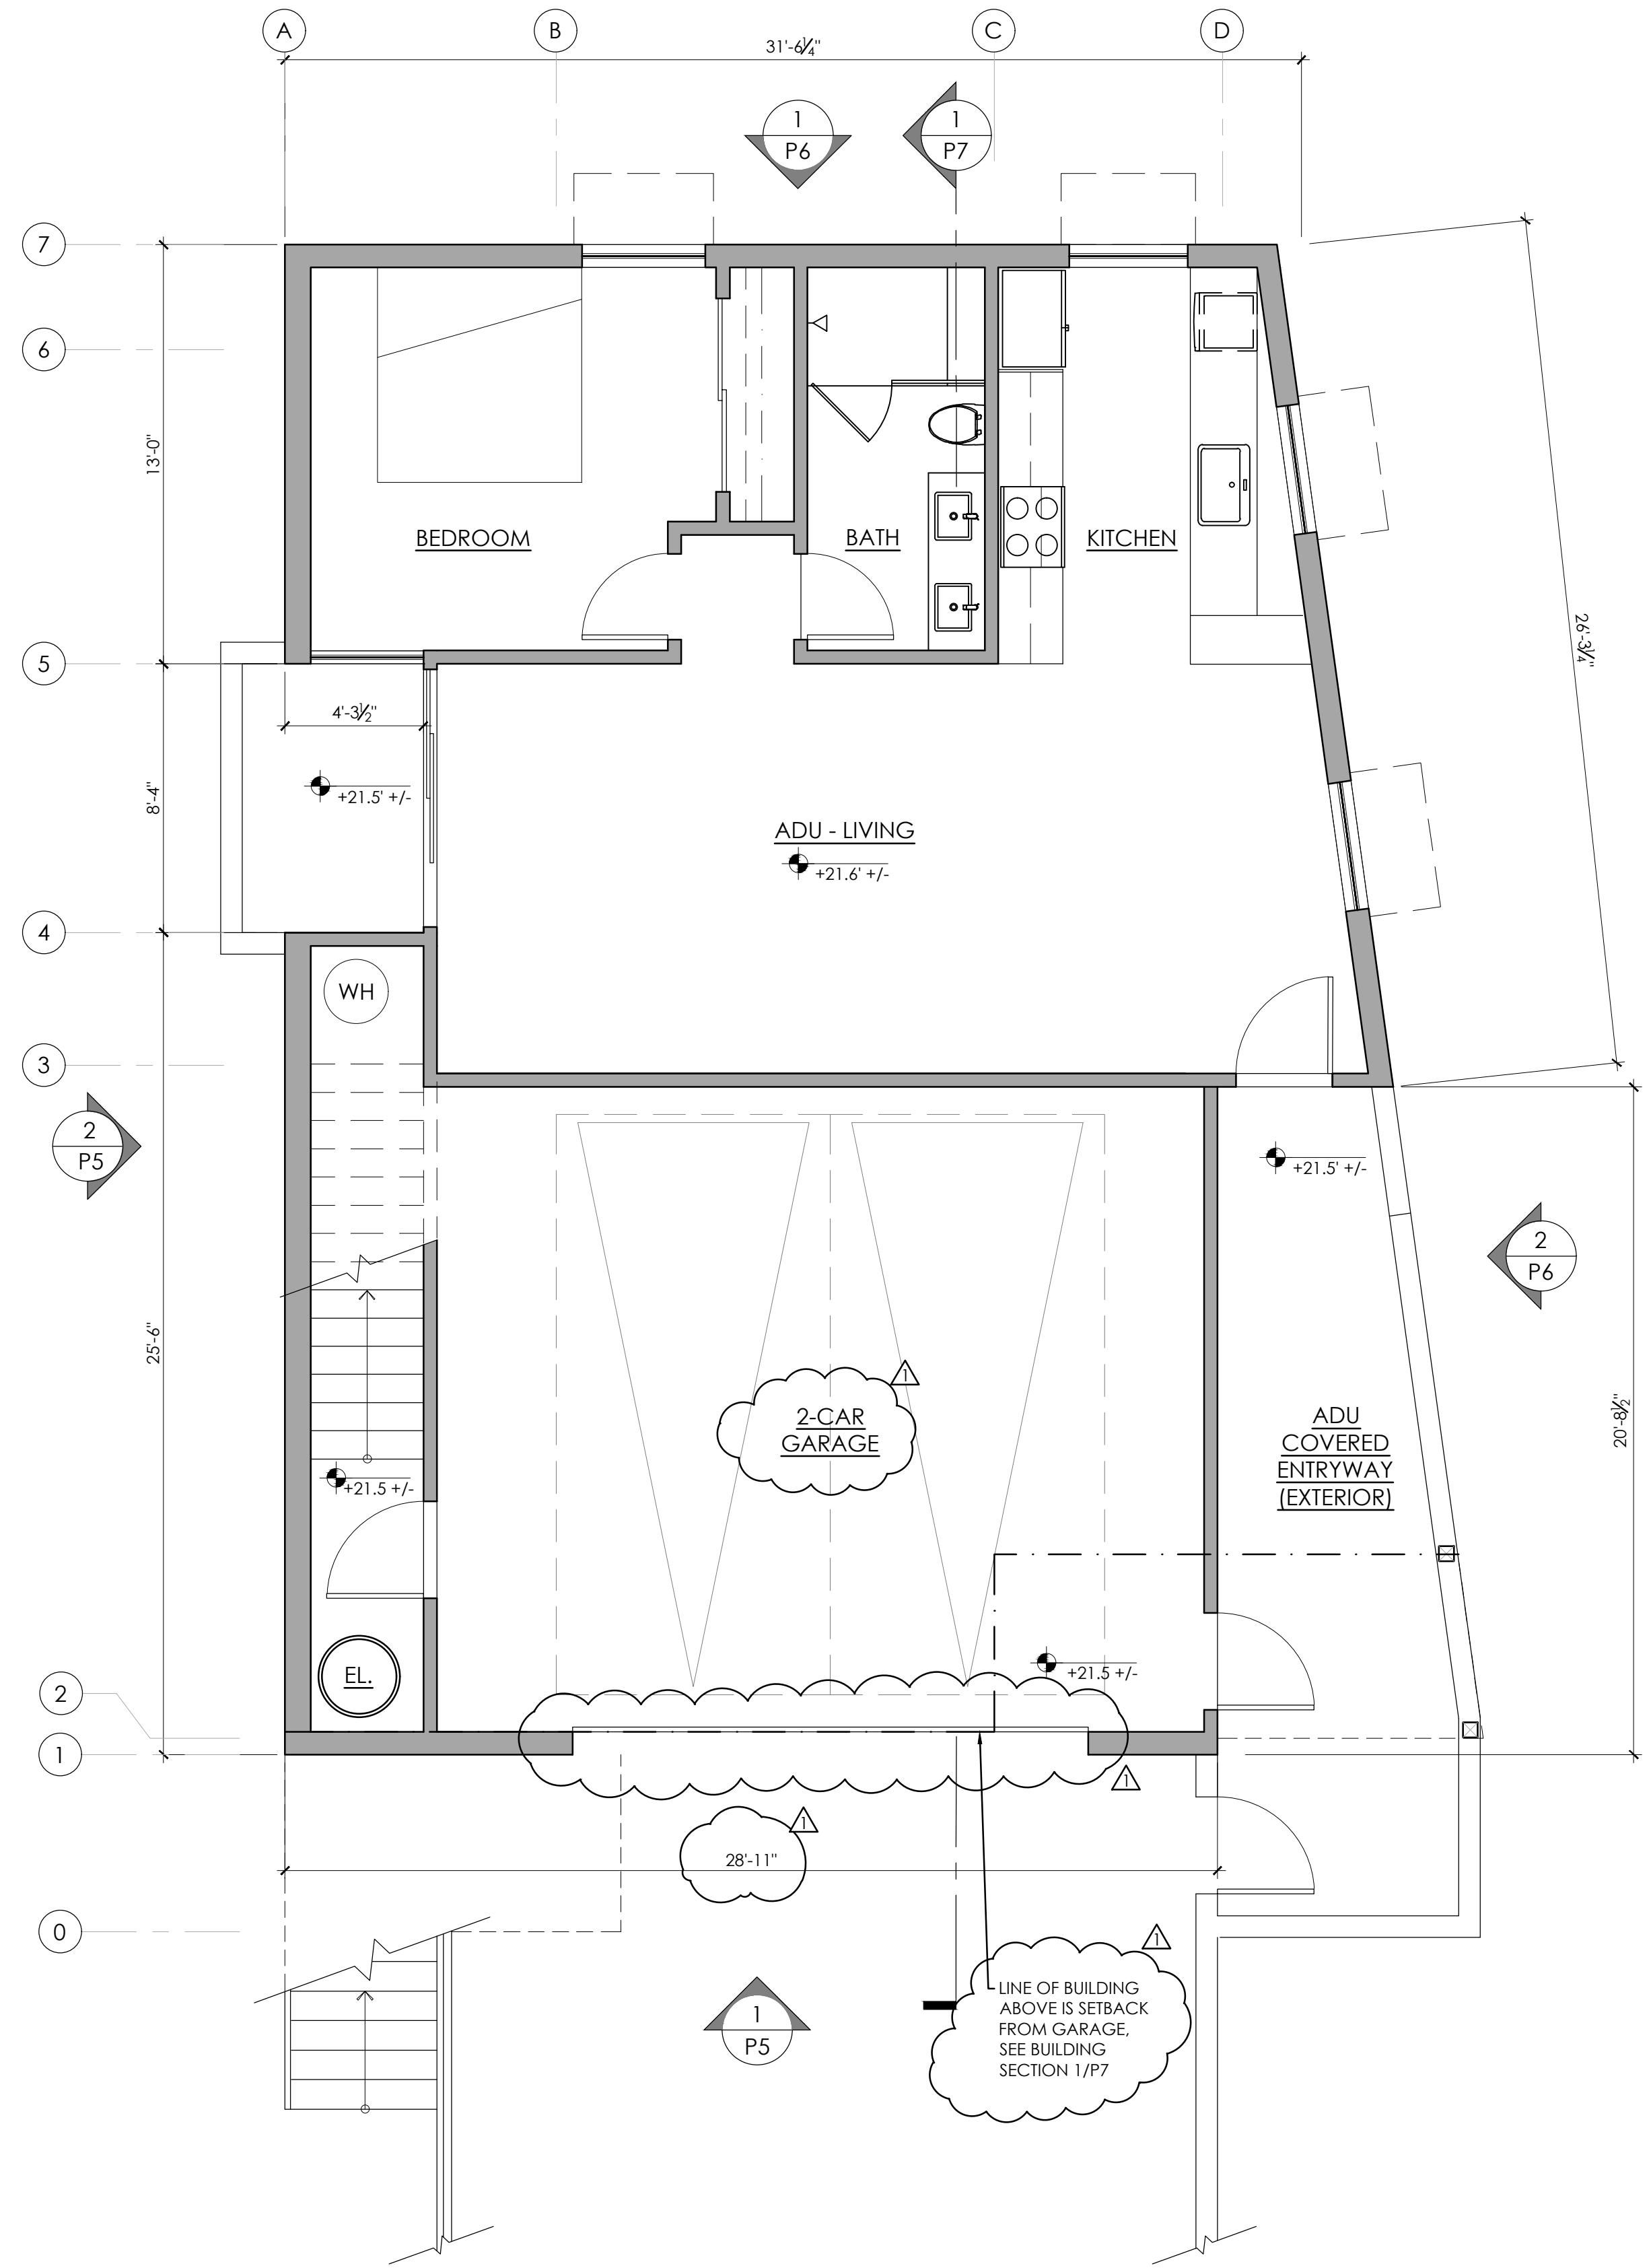 A
B
C
D
31'-6¼"
1
P6
1
P7
7
6
13'-0"
BEDROOM
BATH
KITCHEN
26'-3¼"
5
4'-3½"
+21.5' +/-
8'-4"
ADU - LIVING
+21.6' +/-
4
WH
3
2
P5
+21.5' +/-
2
P6
25'-6"
1
2-CAR
GARAGE
ADU
COVERED
ENTRYWAY
(EXTERIOR)
20'-8½"
+21.5 +/-
EL.
+21.5 +/-
2
1
1
1
28'-11"
0
1
LINE OF BUILDING
ABOVE IS SETBACK
FROM GARAGE,
SEE BUILDING
SECTION 1/P7
1
P5